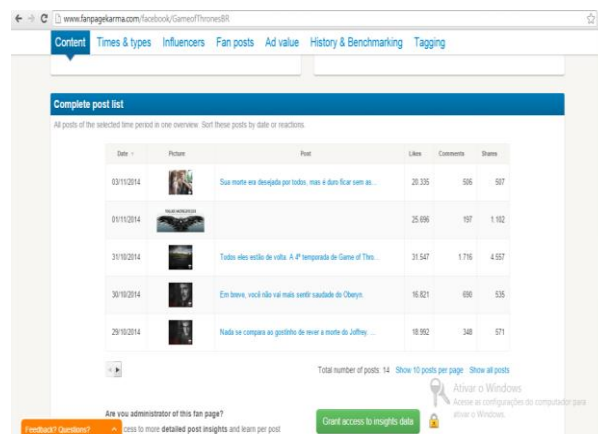 www.fanpagekarma.com/facebook/GameofThronesBR
Content Times & types Influencers Fan posts Ad value History & Benchmarking Tagging
Complete post list
All posts of the selected time period in one overview. Sort these posts by date or reactions.
Date Picture Post Likes Comments Shares
03/11/2014 Sua morte era desejada por todos, mas é duro ficar sem as... 20.335 506 507
01/11/2014 25.696 197 1.102
31/10/2014 Todos eles estão de volta. A 4ª temporada de Game of Thro... 31.547 1.716 4.557
30/10/2014 Em breve, você não vai mais sentir saudade do Oberyn. 16.821 690 535
29/10/2014 Nada se compara ao gostinho de rever a morte do Joffrey. ... 18.992 348 571
Total number of posts: 14 Show 10 posts per page Show all posts
Ativar o Windows
Acesse as configurações do computador para
ativar o Windows.
Are you administrator of this fan page?
Grant access to insights data
Feedback? Questions?
cess to more detailed post insights and learn per post